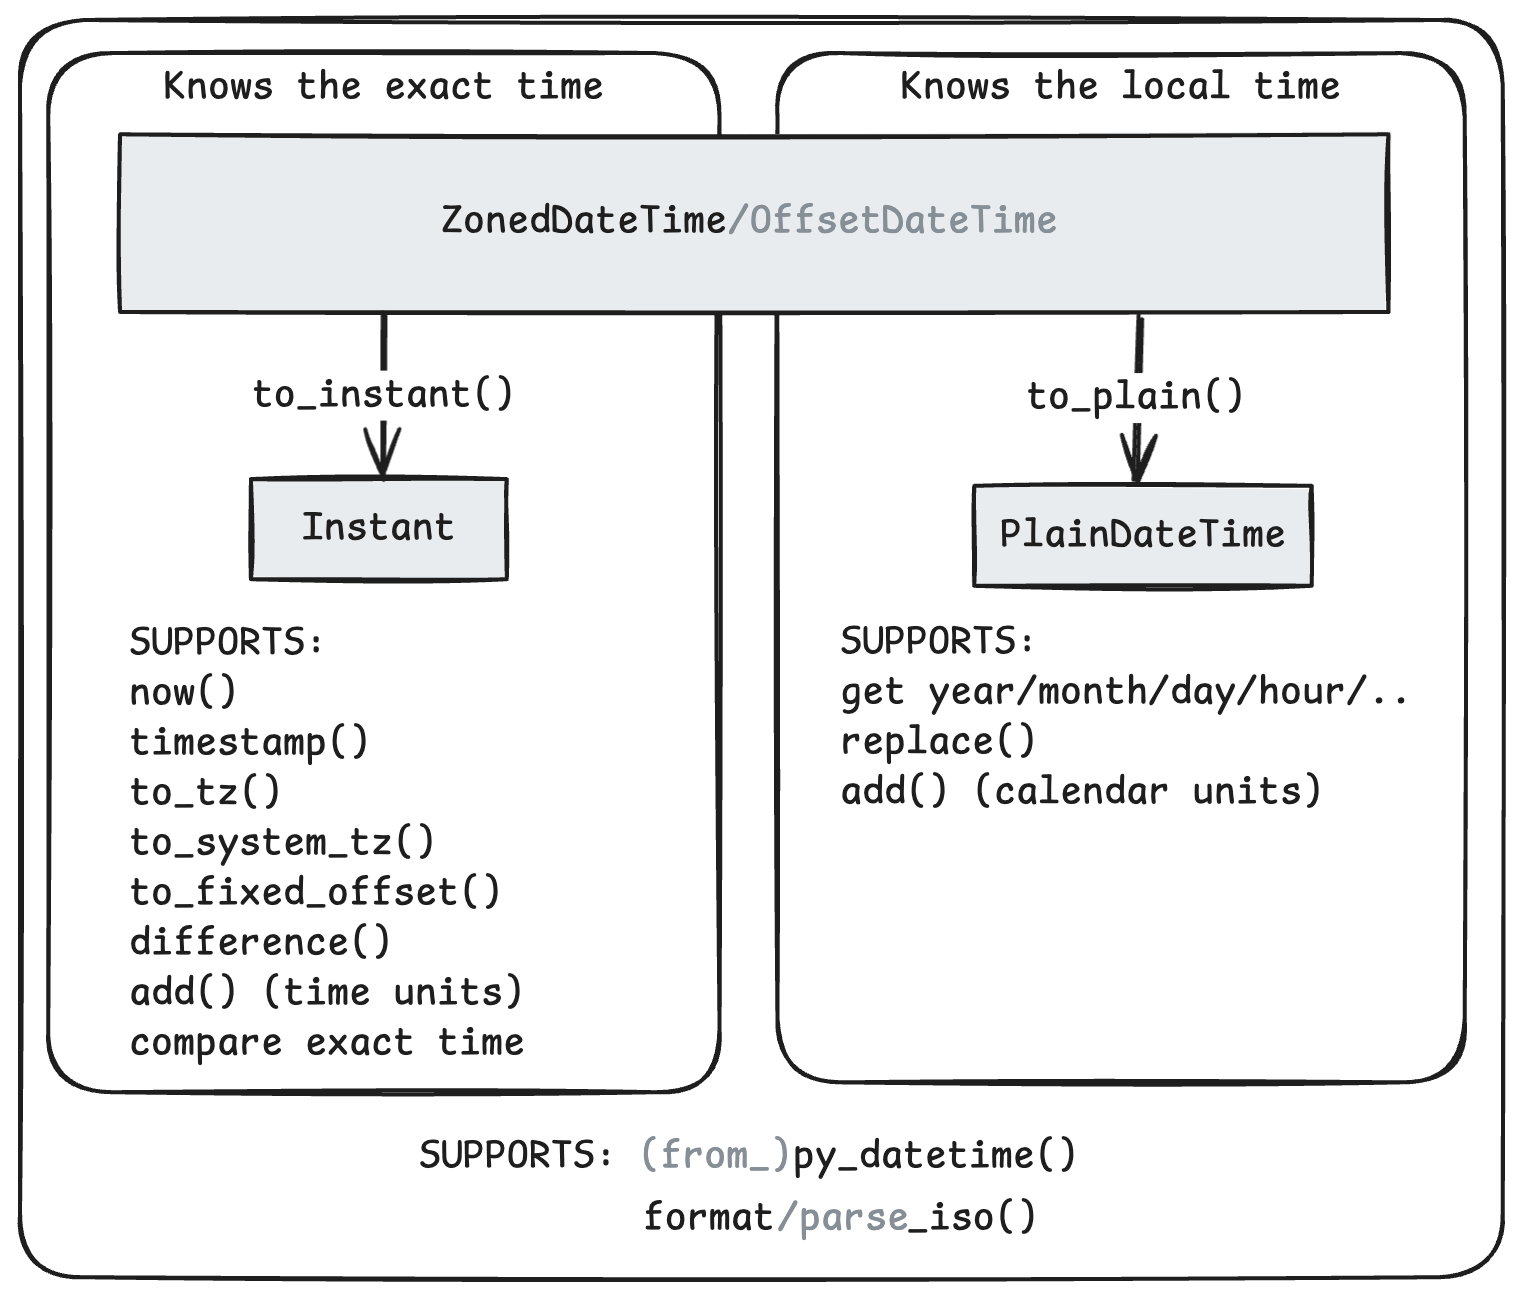 Knows the exact time
Knows the local time
ZonedDateTime/OffsetDateTime
to_instant()
to_plain()
Instant
PlainDateTime
SUPPORTS:
now()
timestamp()
to_tz()
to_system_tz()
to_fixed_offset()
difference()
add() (time units)
compare exact time
SUPPORTS:
get year/month/day/hour/..
replace()
add() (calendar units)
SUPPORTS: (from_)py_datetime()
format/parse_iso()